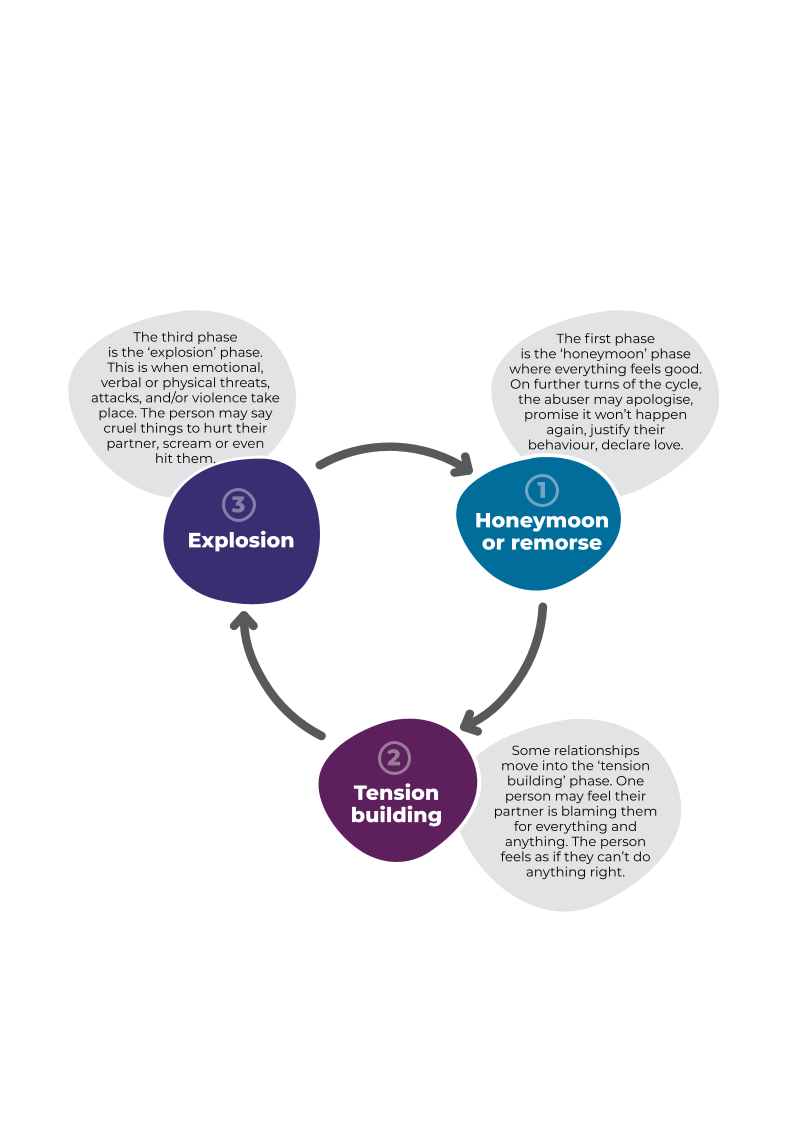 The third phase
is the ‘explosion’ phase.
This is when emotional,
verbal or physical threats,
attacks, and/or violence take
place. The person may say
cruel things to hurt their
partner, scream or even
hit them.
3
Explosion
The first phase
is the ‘honeymoon’ phase
where everything feels good.
On further turns of the cycle,
the abuser may apologise,
promise it won’t happen
again, justify their
behaviour, declare love.
1
Honeymoon
or remorse
2
Tension
building
Some relationships
move into the ‘tension
building’ phase. One
person may feel their
partner is blaming them
for everything and
anything. The person
feels as if they can’t do
anything right.